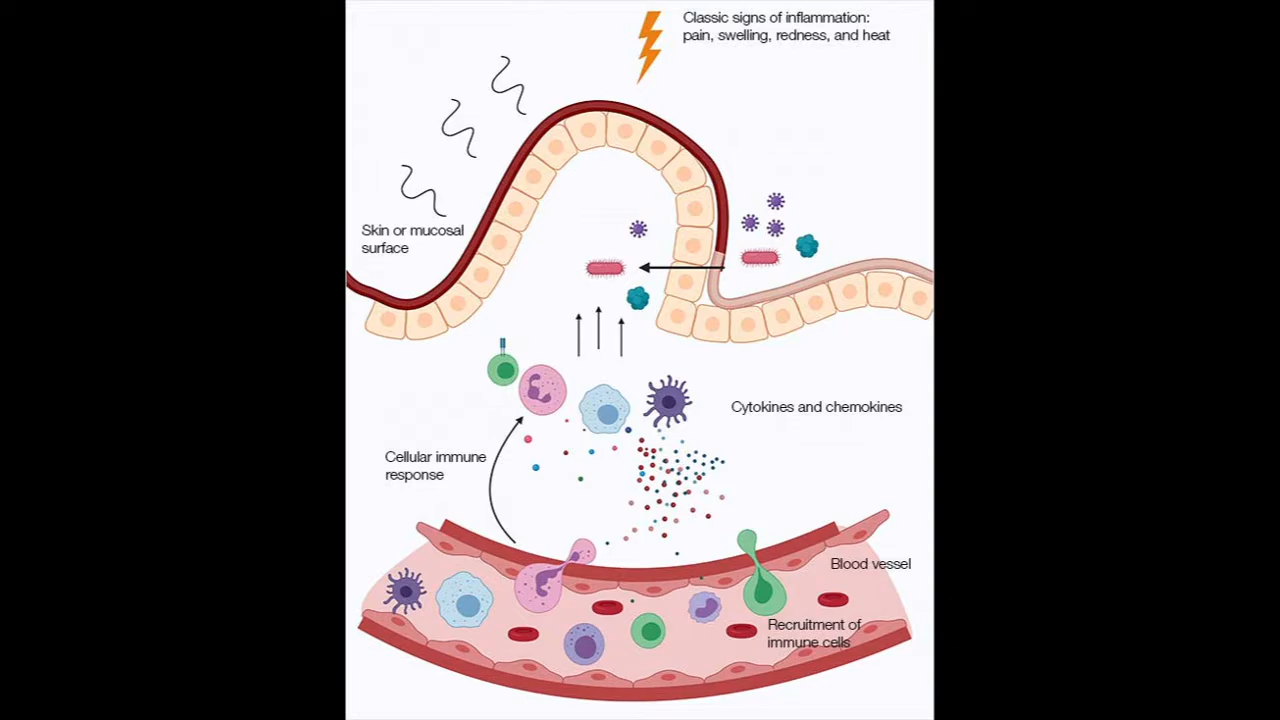 Classic signs of inflammation:
pain, swelling, redness, and heat
Skin or mucosal
surface
Cytokines and chemokines
Cellular immune
response
Blood vessel
Recruitment of
immune cells